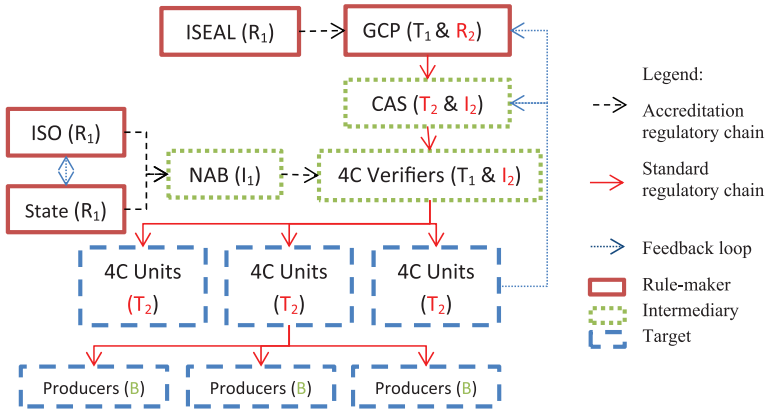 ISEAL (R₁)
GCP (T₁ & R₂)
CAS (T₂ & I₂)
ISO (R₁)
NAB (I₁)
4C Verifiers (T₁ & I₂)
State (R₁)
4C Units
(T₂)
4C Units
(T₂)
4C Units
(T₂)
Producers (B)
Producers (B)
Producers (B)
Legend:
Accreditation
regulatory chain
Standard
regulatory chain
Feedback loop
Rule-maker
Intermediary
Target